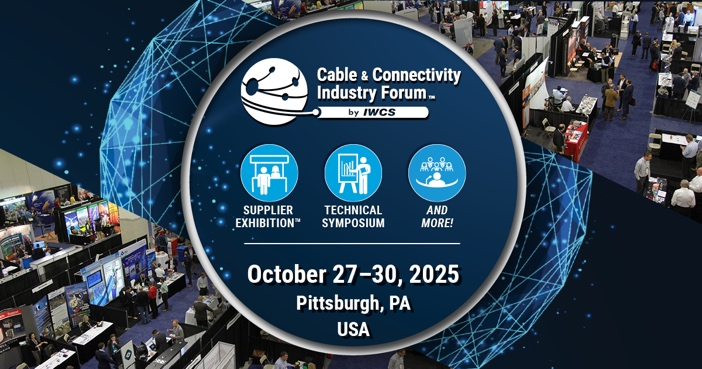 Cable & Connectivity
Industry Forum™
by IWCS
SUPPLIER
EXHIBITION™
TECHNICAL
SYMPOSIUM
AND
MORE!
October 27–30, 2025
Pittsburgh, PA
USA